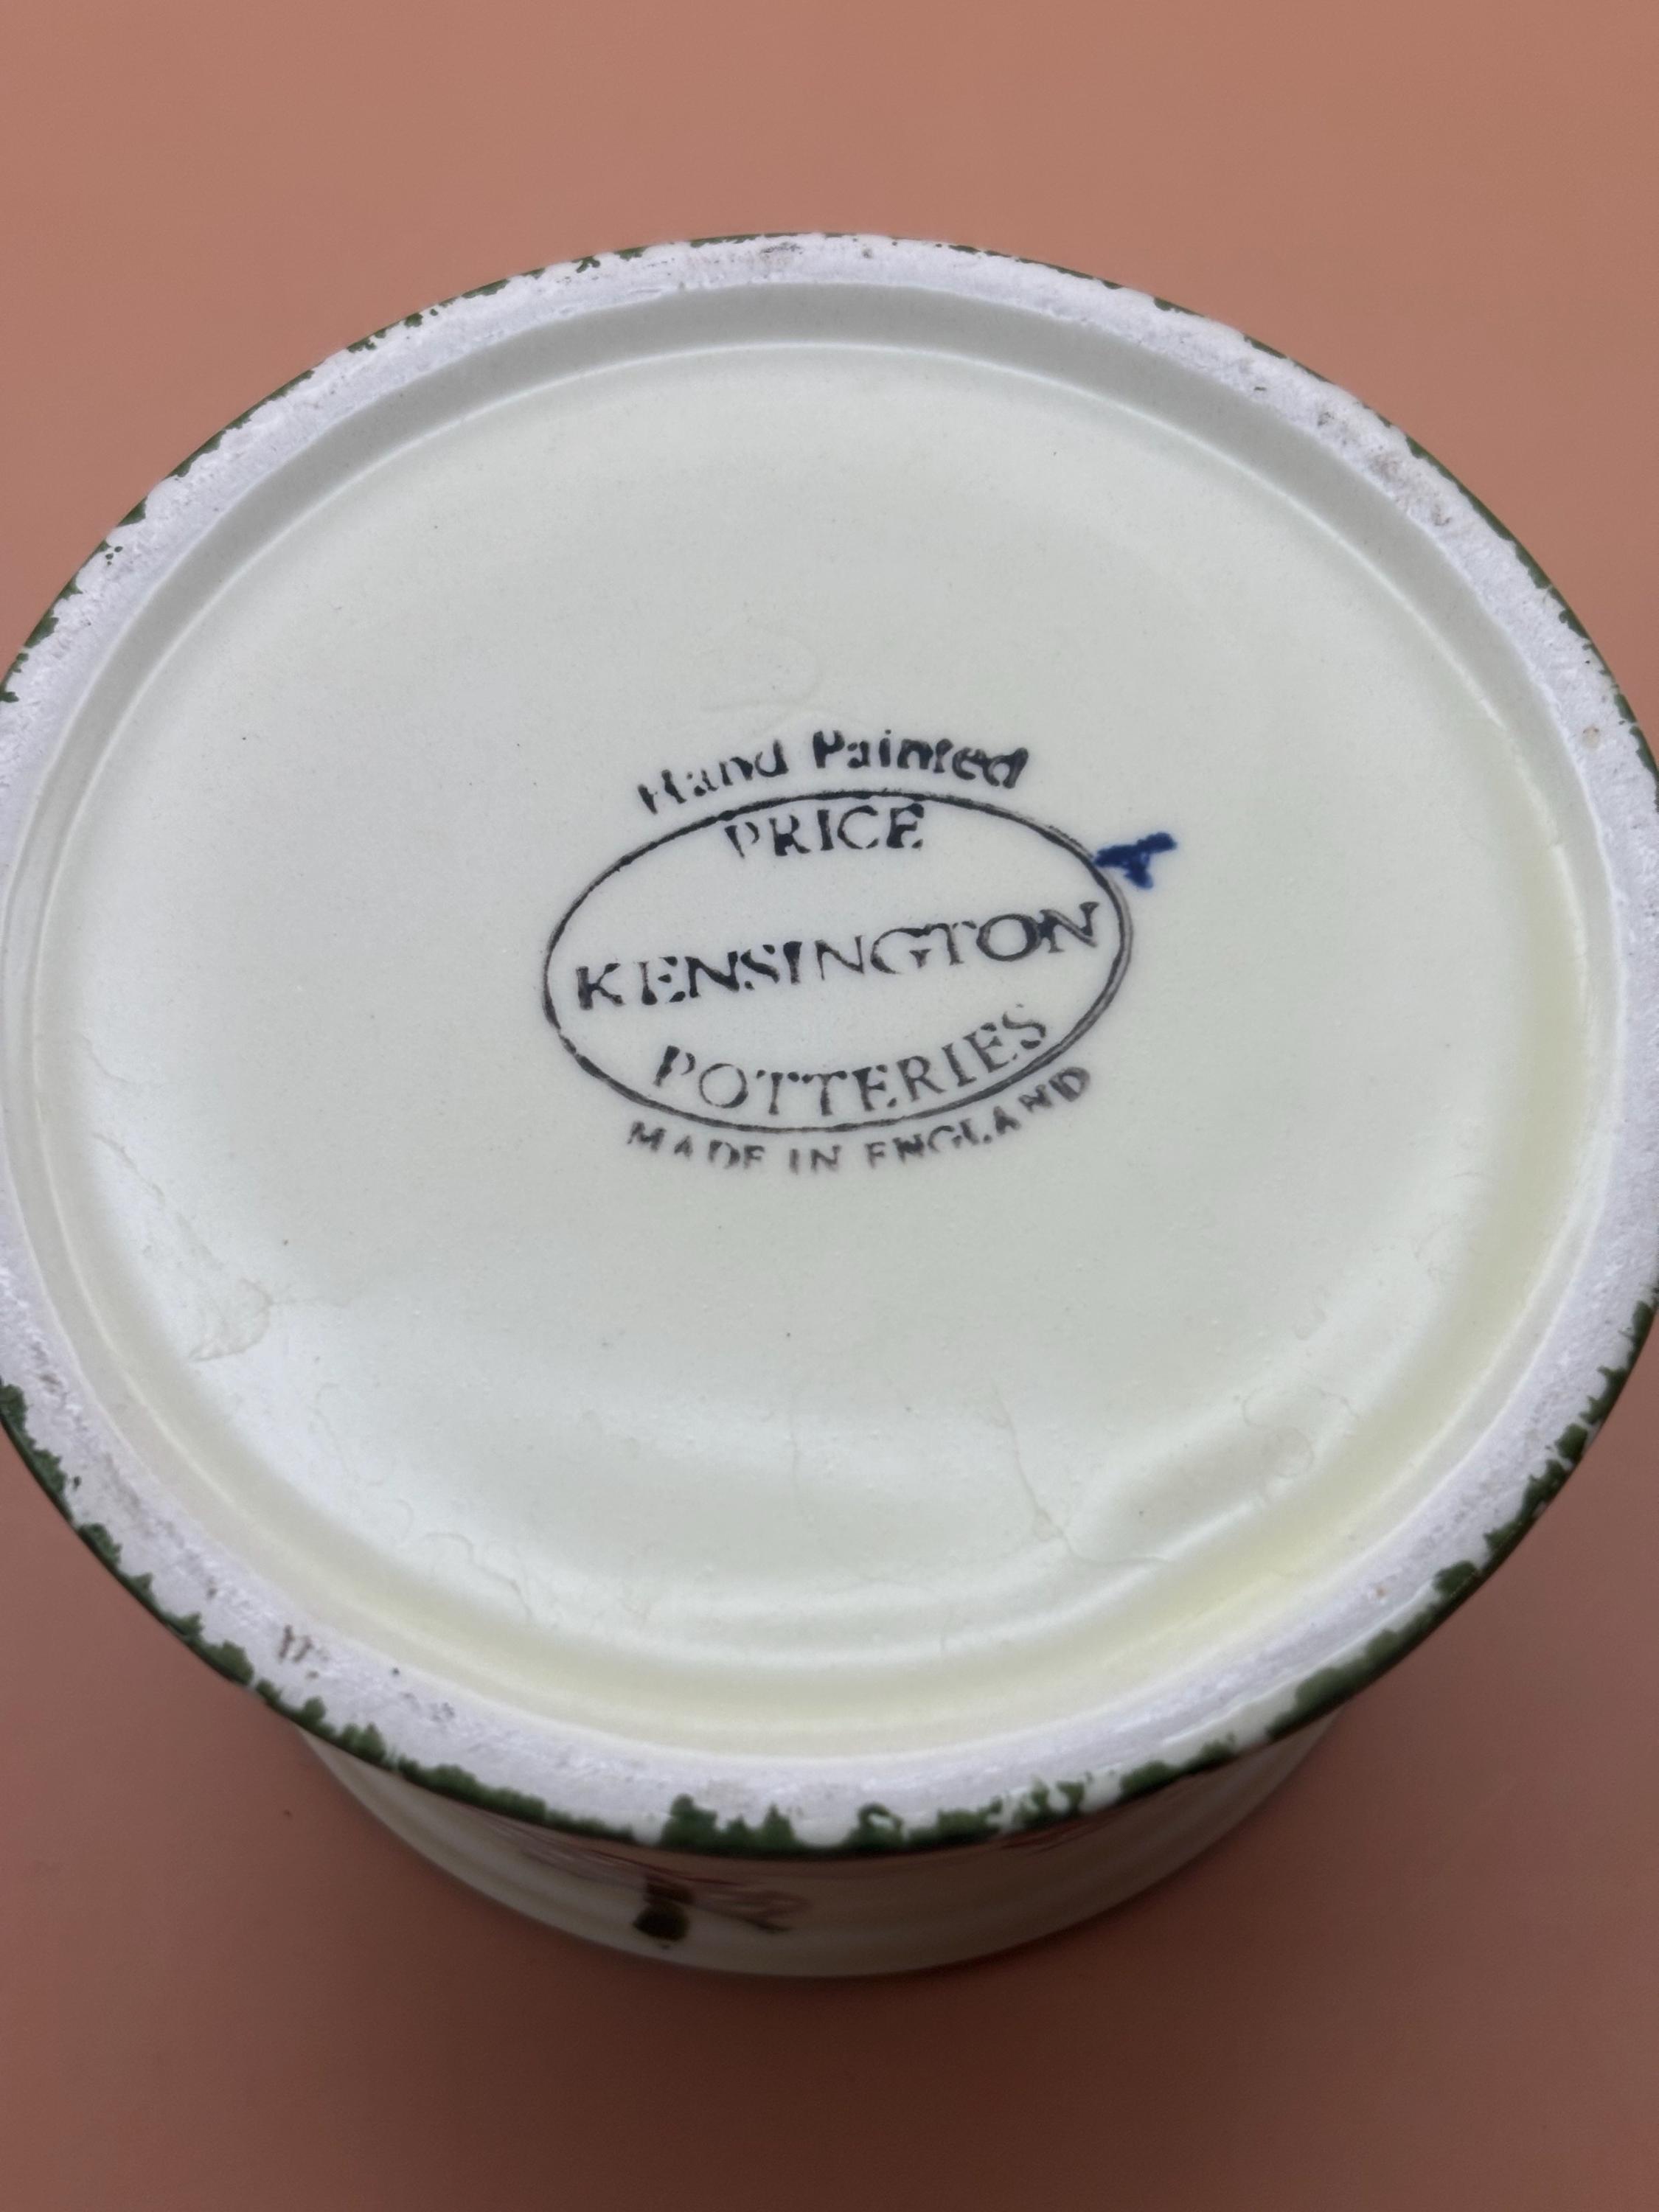 Hand Painted
PRICE
KENSINGTON
POTTERIES
MADE IN ENGLAND